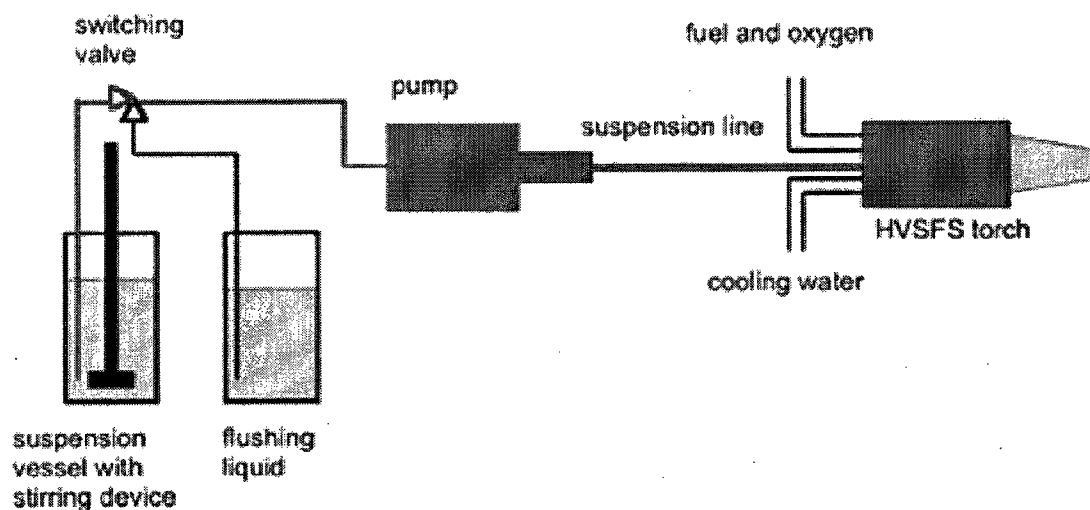 switching
valve
fuel and oxygen
pump
suspension line
HVSFS torch
cooling water
suspension
vessel with
stirring device
flushing
liquid